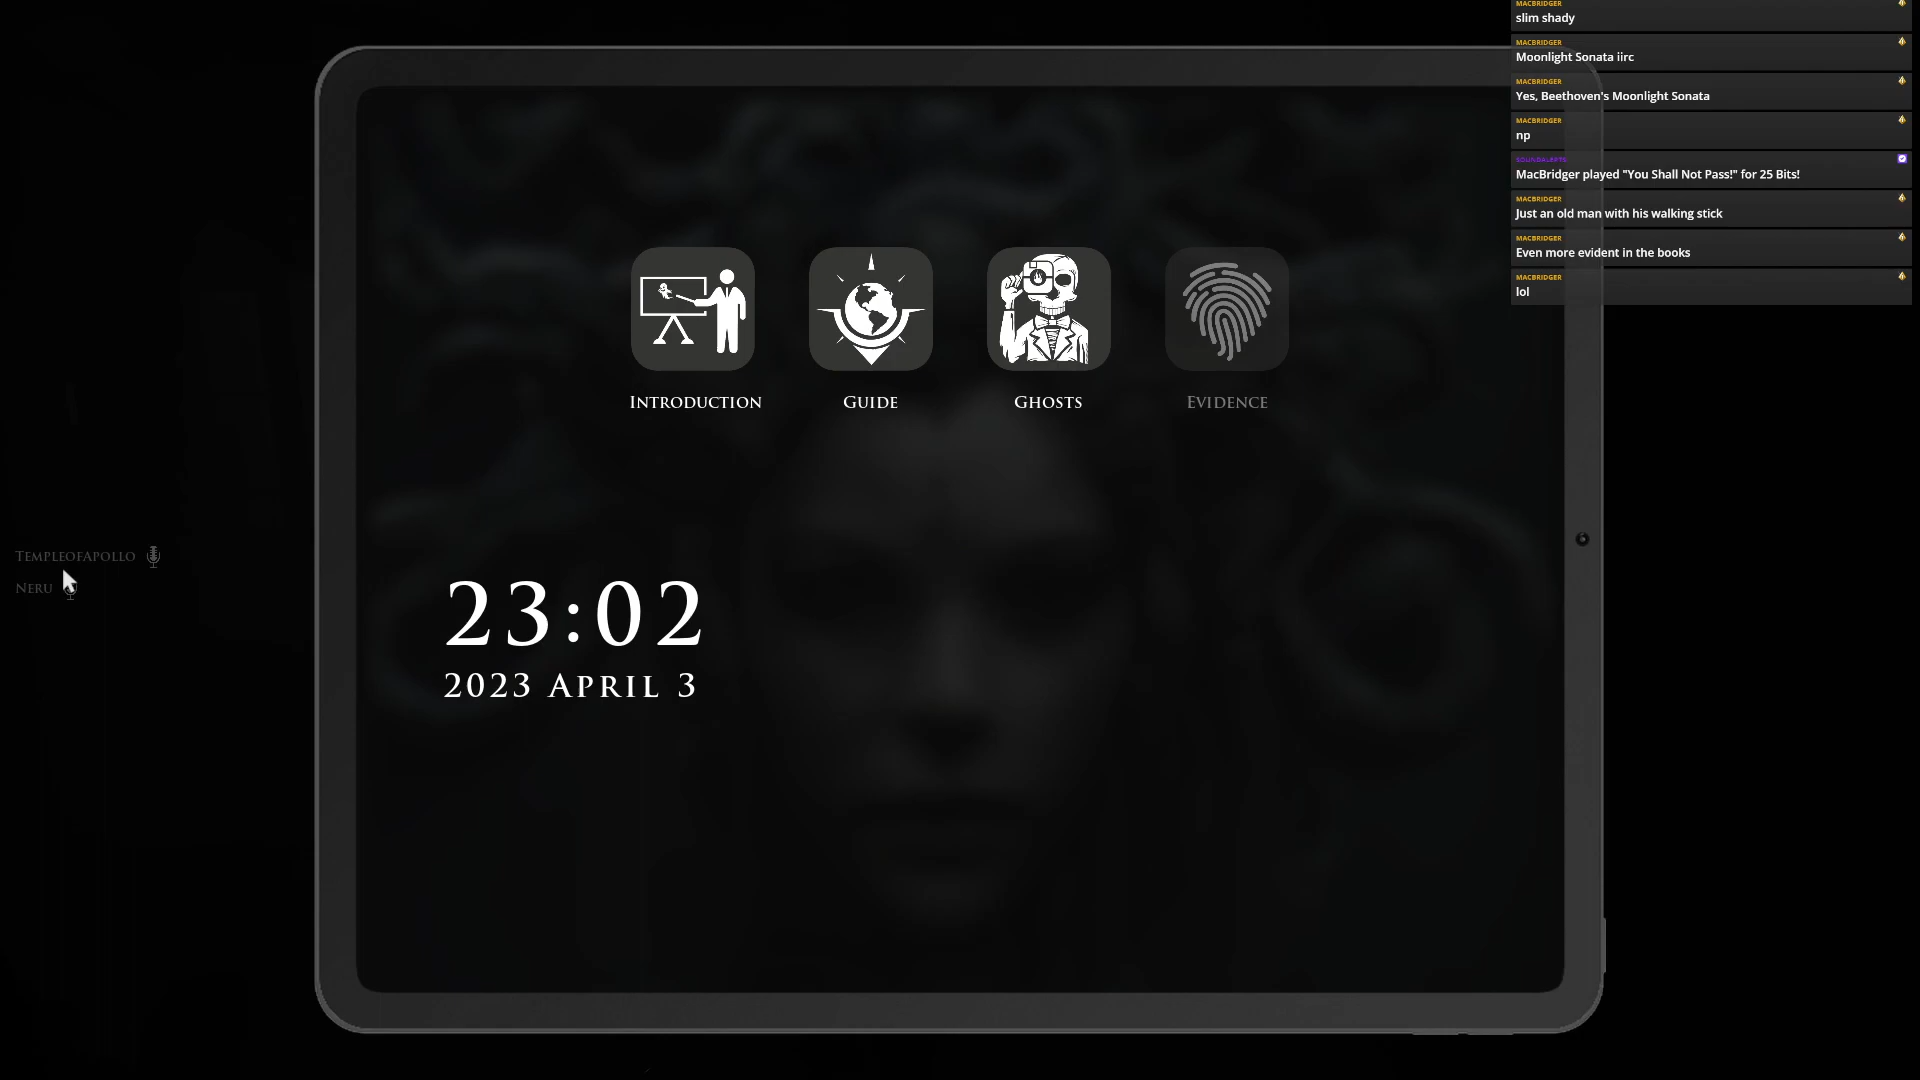 MACBRIDGER
slim shady
MACBRIDGER
Moonlight Sonata iirc
MACBRIDGER
Yes, Beethoven's Moonlight Sonata
MACBRIDGER
np
SOUNDALERTS
MacBridger played "You Shall Not Pass!" for 25 Bits!
MACBRIDGER
Just an old man with his walking stick
MACBRIDGER
Even more evident in the books
MACBRIDGER
lol
Introduction
Guide
Ghosts
Evidence
TempleofApollo
Neru
23:02
2023 April 3